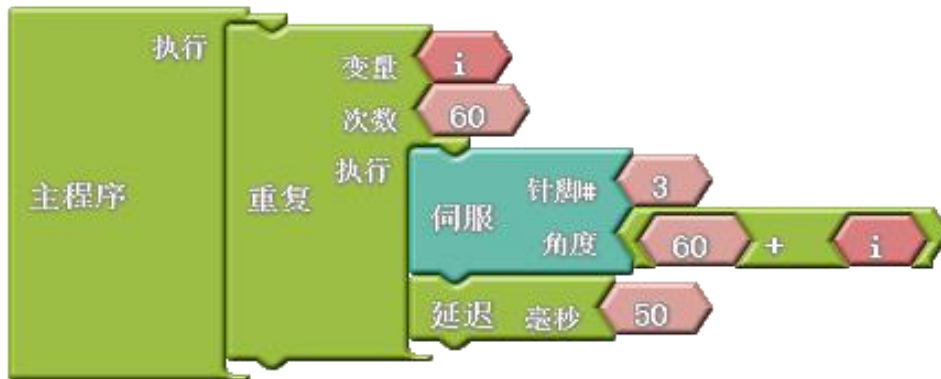 执行
变量 i
次数 60
主程序 重复 执行
伺服 针脚# 3
角度 60 + i
延迟 毫秒 50